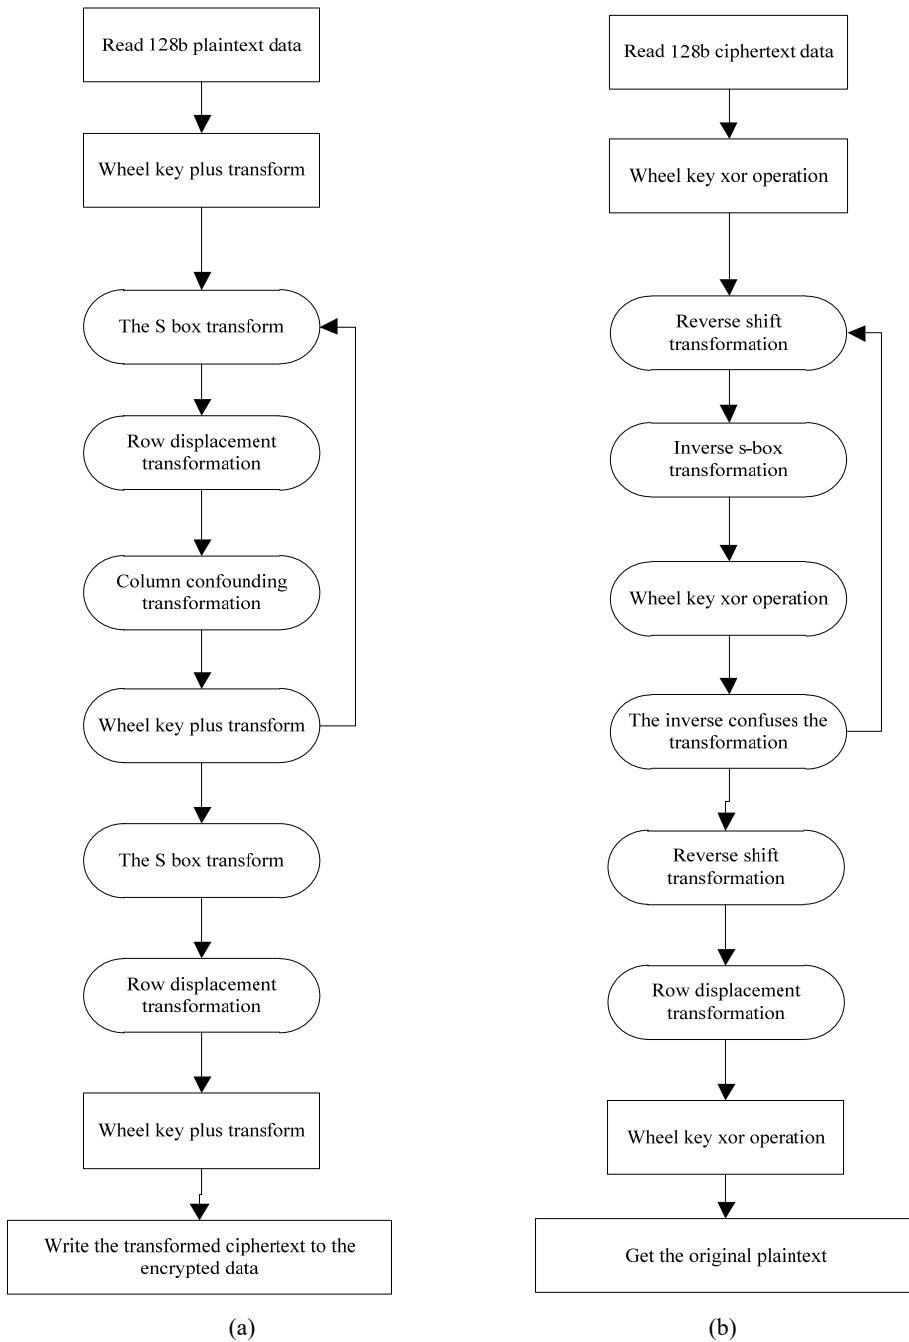 Read 128b plaintext data
Wheel key plus transform
The S box transform
Row displacement
transformation
Column confounding
transformation
Wheel key plus transform
The S box transform
Row displacement
transformation
Wheel key plus transform
Write the transformed ciphertext to the
encrypted data
(a)
Read 128b ciphertext data
Wheel key xor operation
Reverse shift
transformation
Inverse s-box
transformation
Wheel key xor operation
The inverse confuses the
transformation
Reverse shift
transformation
Row displacement
transformation
Wheel key xor operation
Get the original plaintext
(b)